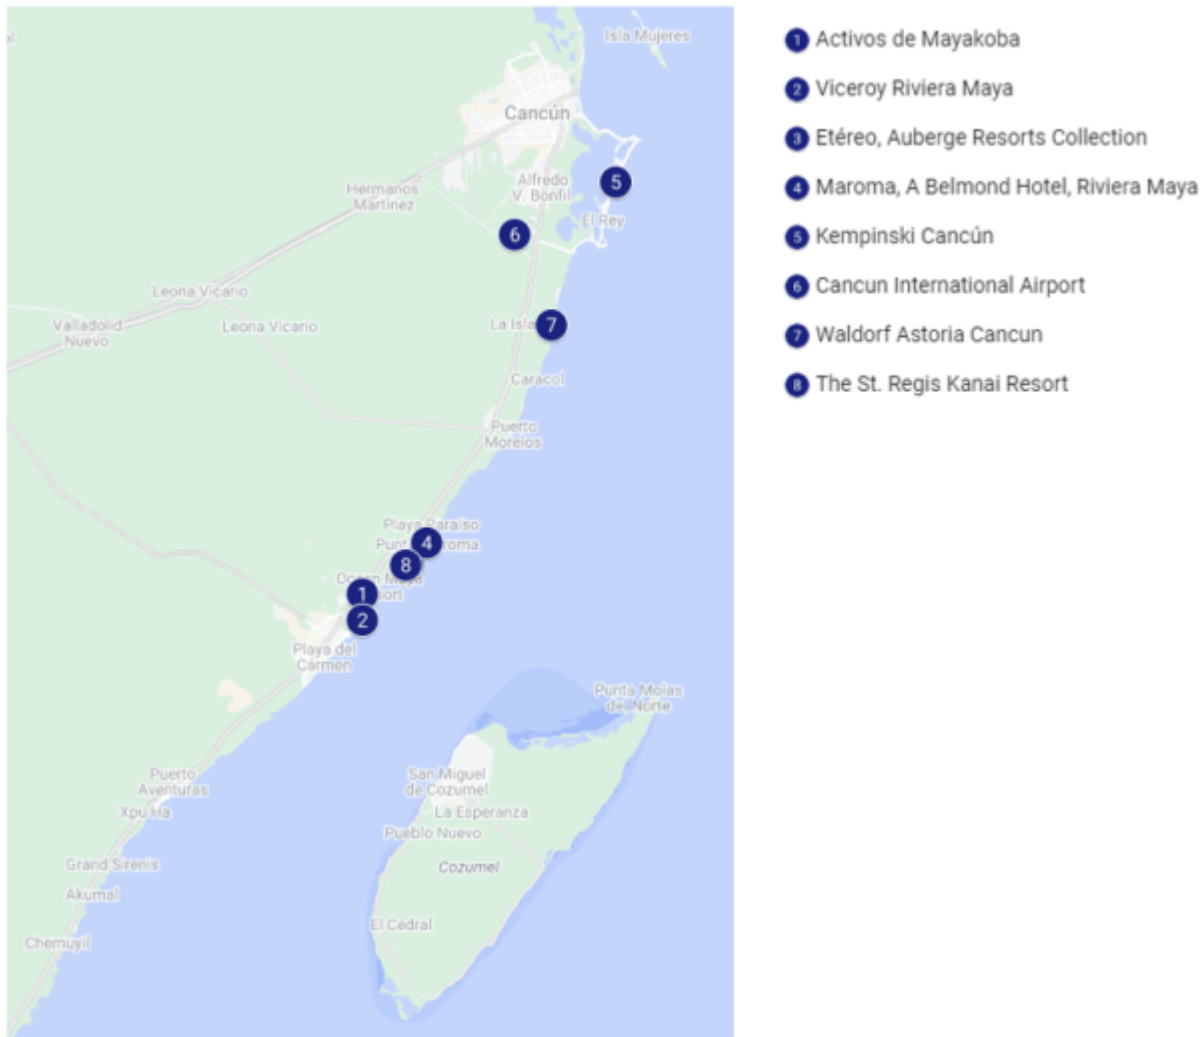 Isla Mujeres
Cancún
Hermanos
Martinez
Alfredo
V. Bonfil
5
El Rey
6
Leona Vicario
Valladolid
Nuevo
Leona Vicario
La Isla
7
Caracol
Puerto
Morelos
Playa Paraiso
4
8
1
2
Playa del
Carmen
Punta Molas
del Norte
San Miguel
de Cozumel
La Esperanza
Pueblo Nuevo
Cozumel
Puerto
Aventuras
Xpu Ha
Grand Sirenis
Akumal
El Cedral
Chemuyil
1 Activos de Mayakoba
2 Viceroy Riviera Maya
3 Etéreo, Auberge Resorts Collection
4 Maroma, A Belmond Hotel, Riviera Maya
5 Kempinski Cancún
6 Cancun International Airport
7 Waldorf Astoria Cancun
8 The St. Regis Kanai Resort